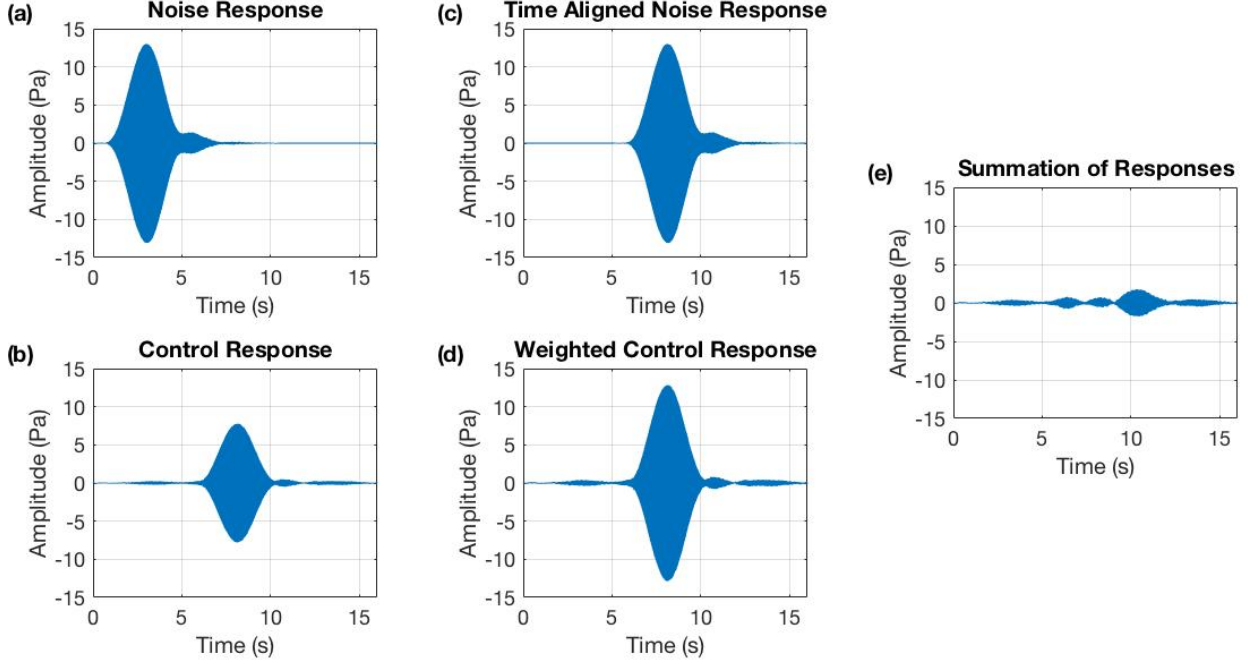 (a) Noise Response
Amplitude (Pa)
15
10
5
0
-5
-10
-15
0 5 10 15
Time (s)
(b) Control Response
Amplitude (Pa)
15
10
5
0
-5
-10
-15
0 5 10 15
Time (s)
(c) Time Aligned Noise Response
Amplitude (Pa)
15
10
5
0
-5
-10
-15
0 5 10 15
Time (s)
(d) Weighted Control Response
Amplitude (Pa)
15
10
5
0
-5
-10
-15
0 5 10 15
Time (s)
(e) Summation of Responses
Amplitude (Pa)
15
10
5
0
-5
-10
-15
0 5 10 15
Time (s)